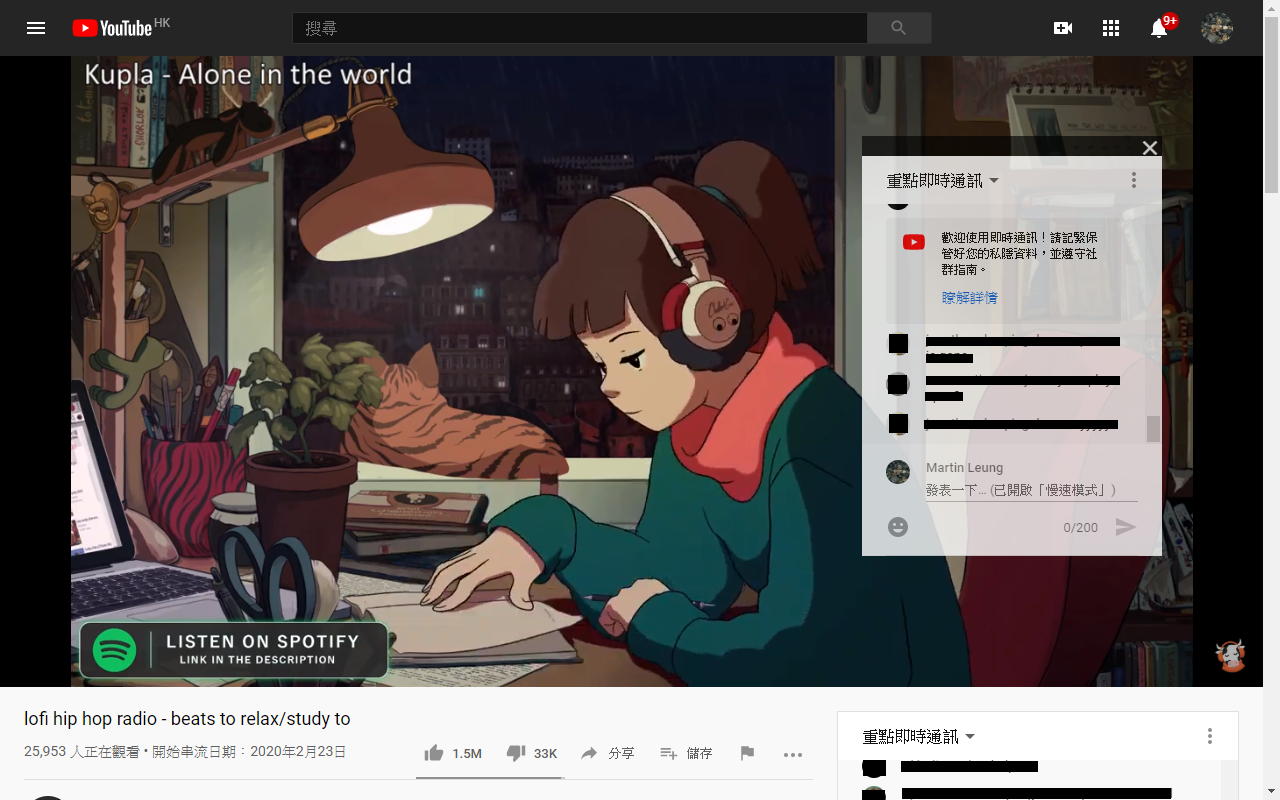 YouTube HK
搜尋
9+
Kupla - Alone in the world
重點即時通訊
歡迎使用即時通訊！請記緊保
管好您的私隱資料，並遵守社
群指南。
瞭解詳情
Martin Leung
發表一下... (已開啟「慢速模式」)
0/200
LISTEN ON SPOTIFY
LINK IN THE DESCRIPTION
lofi hip hop radio - beats to relax/study to
25,953 人正在觀看 • 開始串流日期：2020年2月23日
1.5M
33K
分享
儲存
重點即時通訊